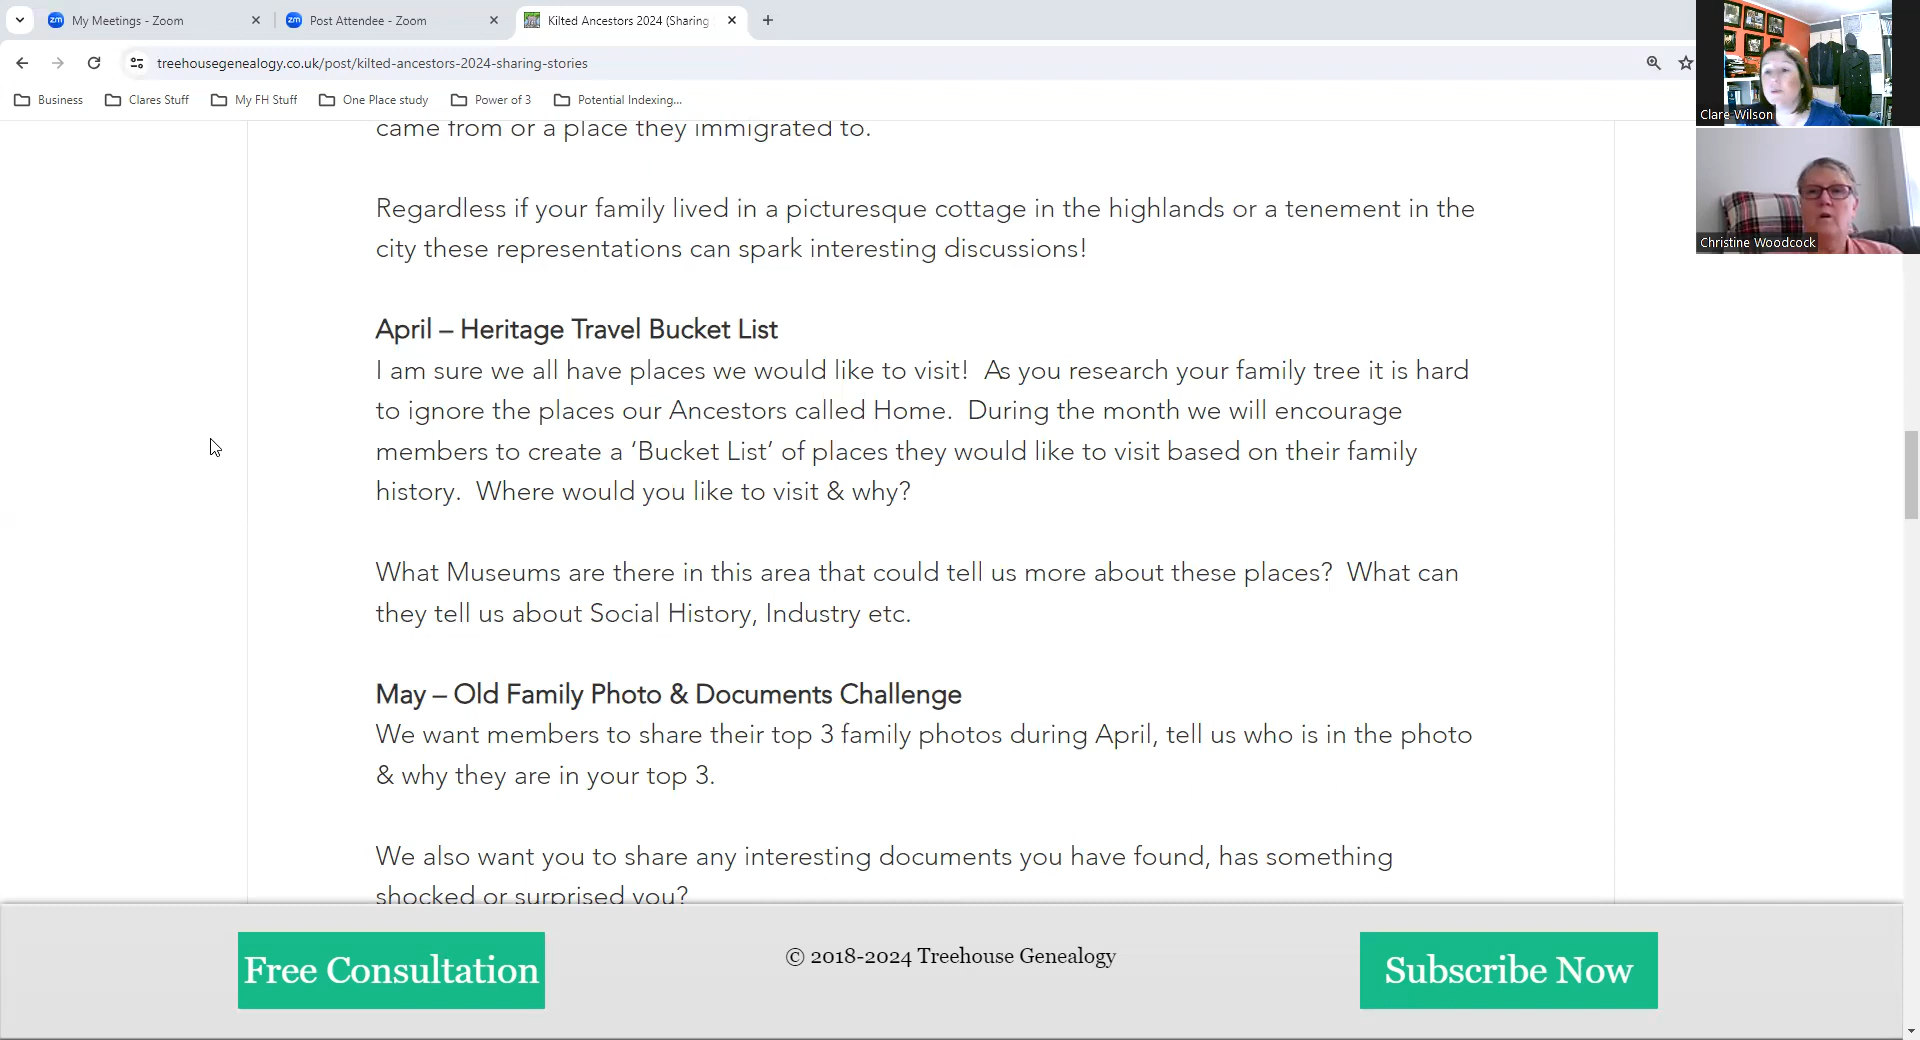 My Meetings - Zoom
Post Attendee - Zoom
Kilted Ancestors 2024 (Sharing
treehousegenealogy.co.uk/post/kilted-ancestors-2024-sharing-stories
Business
Clares Stuff
My FH Stuff
One Place study
Power of 3
Potential Indexing...
Clare Wilson
Christine Woodcock
came from or a place they immigrated to.
Regardless if your family lived in a picturesque cottage in the highlands or a tenement in the
city these representations can spark interesting discussions!
April – Heritage Travel Bucket List
I am sure we all have places we would like to visit!  As you research your family tree it is hard
to ignore the places our Ancestors called Home.  During the month we will encourage
members to create a ‘Bucket List’ of places they would like to visit based on their family
history.  Where would you like to visit & why?
What Museums are there in this area that could tell us more about these places?  What can
they tell us about Social History, Industry etc.
May – Old Family Photo & Documents Challenge
We want members to share their top 3 family photos during April, tell us who is in the photo
& why they are in your top 3.
We also want you to share any interesting documents you have found, has something
shocked or surprised you?
Free Consultation
© 2018-2024 Treehouse Genealogy
Subscribe Now